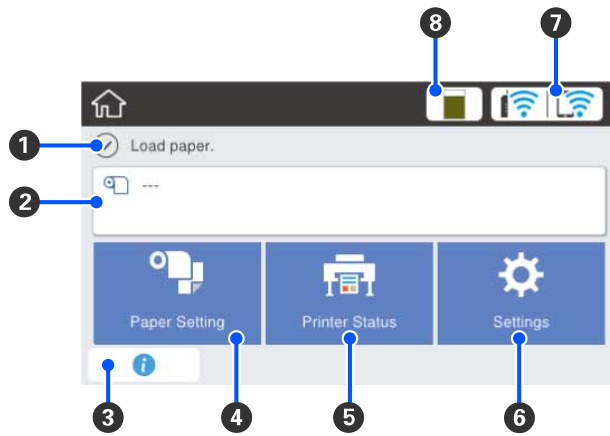 8 7
1 Load paper.
2 ---
Paper Setting Printer Status Settings
i
3 4 5 6